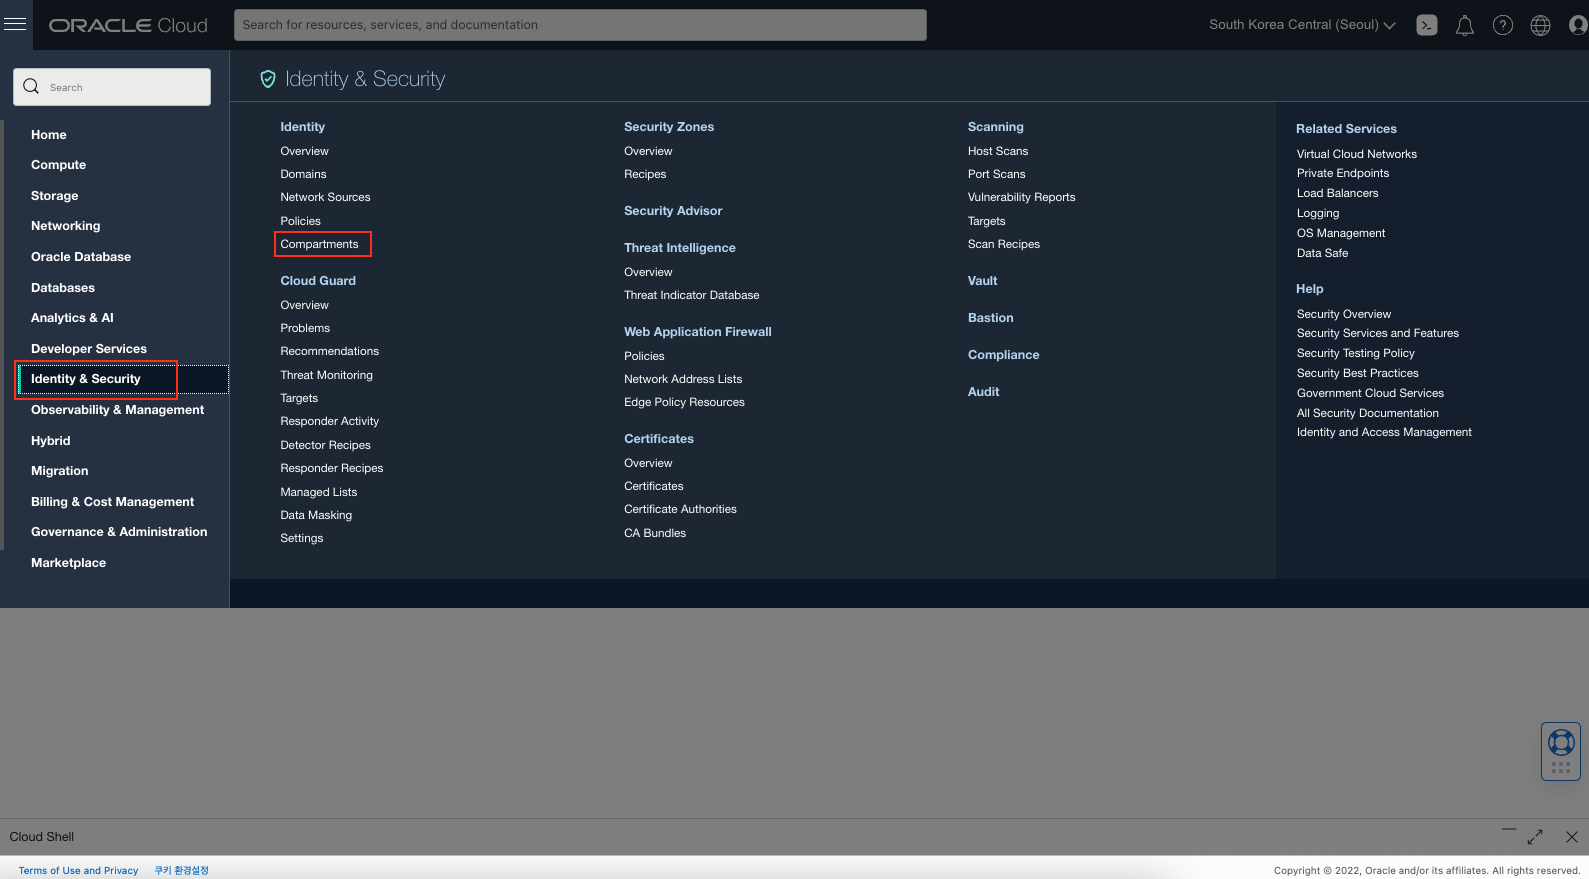 ORACLE Cloud
Search for resources, services, and documentation
South Korea Central (Seoul)
Search
Home
Compute
Storage
Networking
Oracle Database
Databases
Analytics & AI
Developer Services
Identity & Security
Observability & Management
Hybrid
Migration
Billing & Cost Management
Governance & Administration
Marketplace
Identity & Security
Identity
Overview
Domains
Network Sources
Policies
Compartments
Cloud Guard
Overview
Problems
Recommendations
Threat Monitoring
Targets
Responder Activity
Detector Recipes
Responder Recipes
Managed Lists
Data Masking
Settings
Security Zones
Overview
Recipes
Security Advisor
Threat Intelligence
Overview
Threat Indicator Database
Web Application Firewall
Policies
Network Address Lists
Edge Policy Resources
Certificates
Overview
Certificates
Certificate Authorities
CA Bundles
Scanning
Host Scans
Port Scans
Vulnerability Reports
Targets
Scan Recipes
Vault
Bastion
Compliance
Audit
Related Services
Virtual Cloud Networks
Private Endpoints
Load Balancers
Logging
OS Management
Data Safe
Help
Security Overview
Security Services and Features
Security Testing Policy
Security Best Practices
Government Cloud Services
All Security Documentation
Identity and Access Management
Cloud Shell
Terms of Use and Privacy
쿠키 환경설정
Copyright © 2022, Oracle and/or its affiliates. All rights reserved.